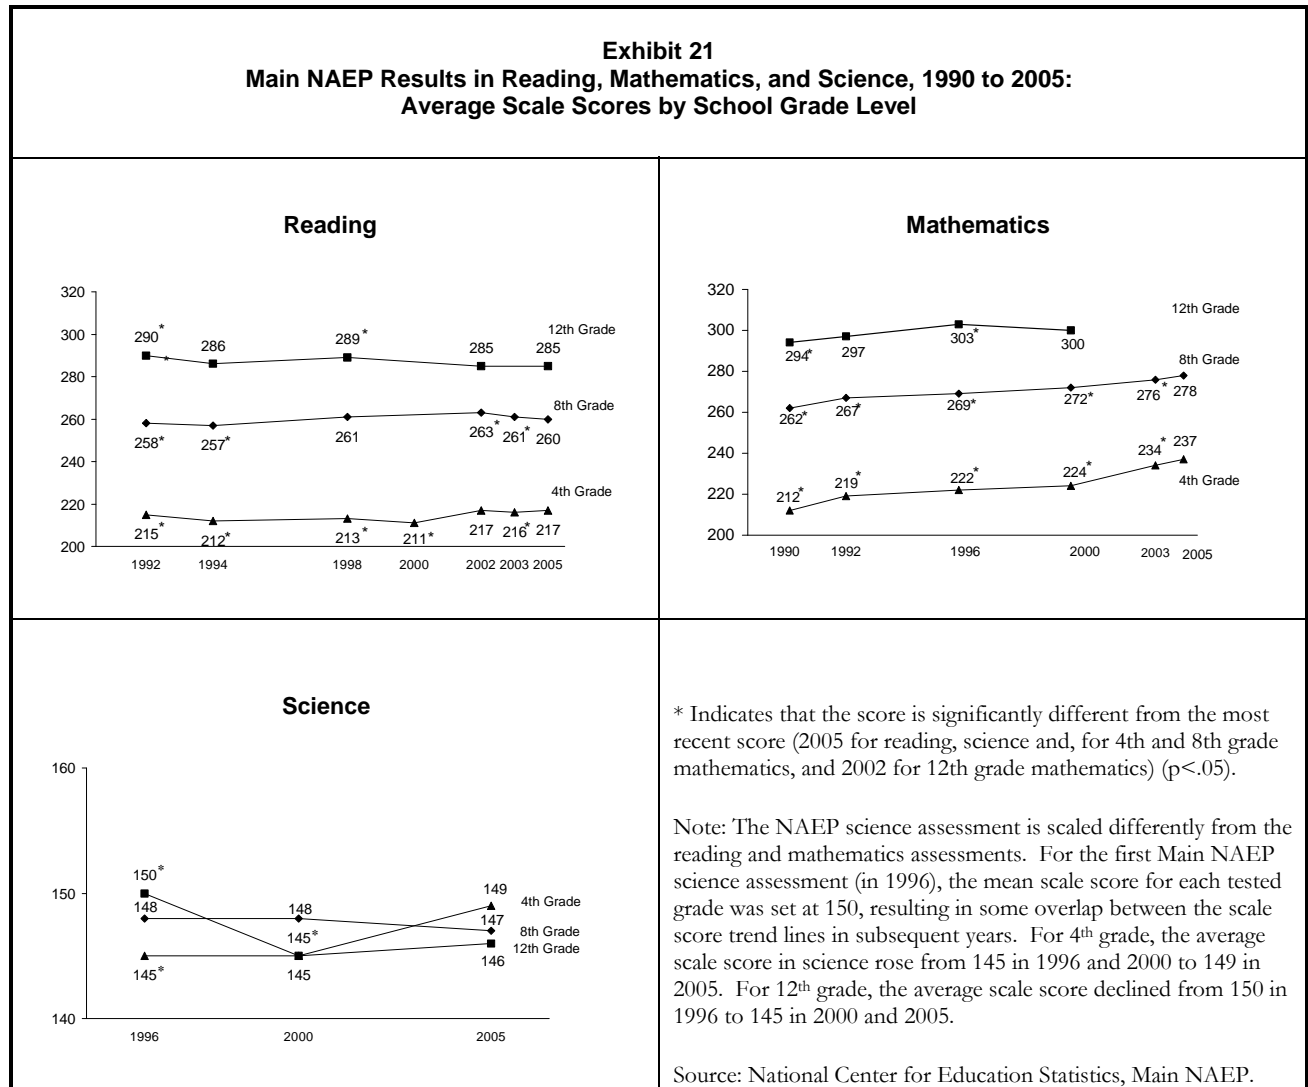 Exhibit 21
Main NAEP Results in Reading, Mathematics, and Science, 1990 to 2005:
Average Scale Scores by School Grade Level
Reading
320
300
280
260
240
220
200
290*
*
286
289*
285
285
12th Grade
258*
257*
261
263*
261*
260
8th Grade
215*
212*
213*
211*
217
216*
217
4th Grade
1992 1994 1998 2000 2002 2003 2005
Mathematics
320
300
280
260
240
220
200
294*
297
303*
300
12th Grade
262*
267*
269*
272*
276*
278
8th Grade
212*
219*
222*
224*
234*
237
4th Grade
1990 1992 1996 2000 2003 2005
Science
160
150
140
150*
148
145*
148
145*
145
149
147
146
4th Grade
8th Grade
12th Grade
1996 2000 2005
* Indicates that the score is significantly different from the most
recent score (2005 for reading, science and, for 4th and 8th grade
mathematics, and 2002 for 12th grade mathematics) (p<.05).
Note: The NAEP science assessment is scaled differently from the
reading and mathematics assessments. For the first Main NAEP
science assessment (in 1996), the mean scale score for each tested
grade was set at 150, resulting in some overlap between the scale
score trend lines in subsequent years. For 4th grade, the average
scale score in science rose from 145 in 1996 and 2000 to 149 in
2005. For 12th grade, the average scale score declined from 150 in
1996 to 145 in 2000 and 2005.
Source: National Center for Education Statistics, Main NAEP.